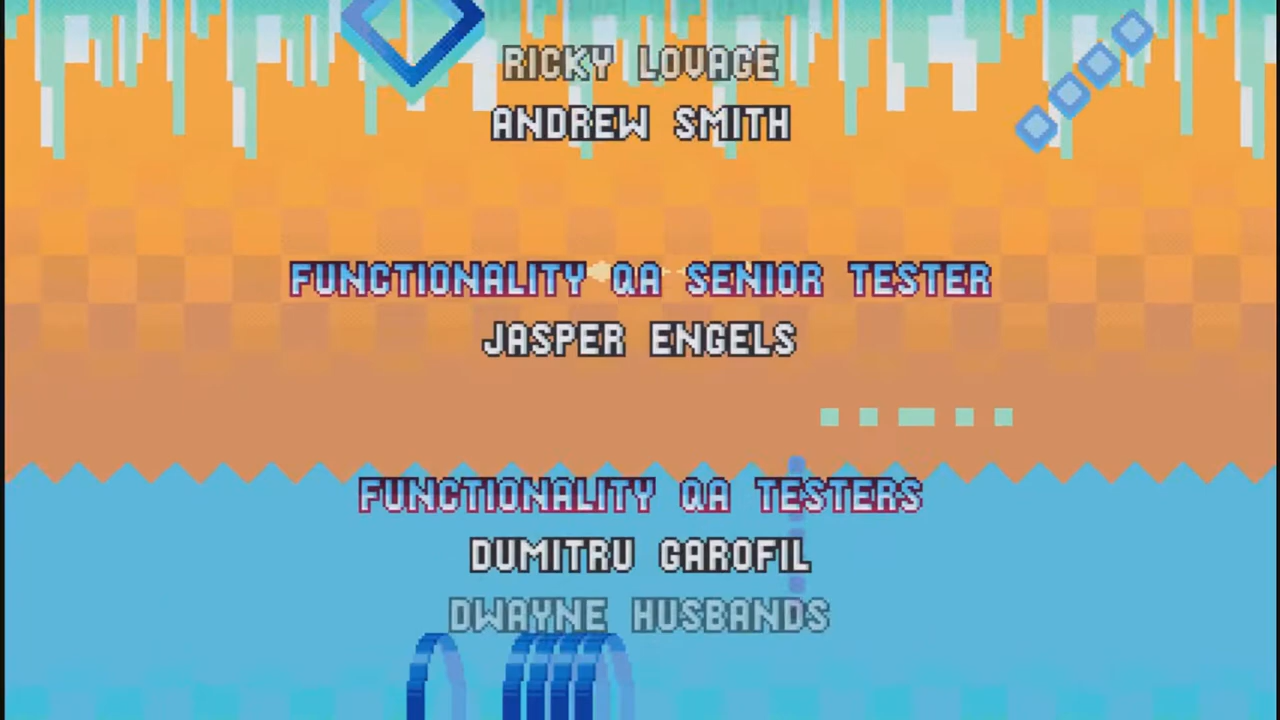 RICKY LOVAGE
ANDREW SMITH
FUNCTIONALITY QA SENIOR TESTER
JASPER ENGELS
FUNCTIONALITY QA TESTERS
DUMITRU GAROFIL
DWAYNE HUSBANDS